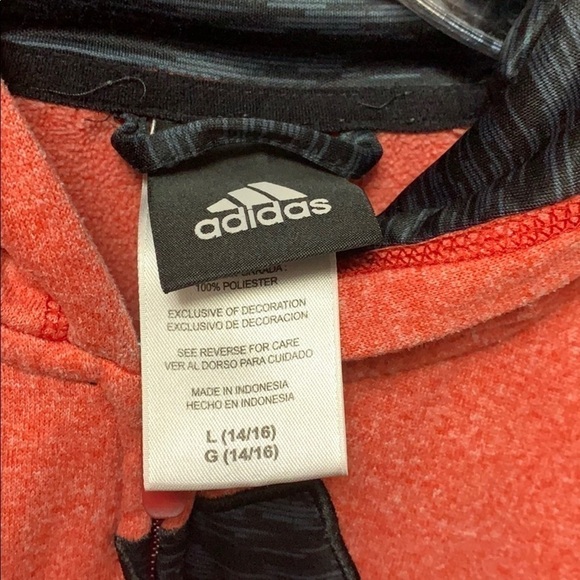 adidas
100% POLIESTER
EXCLUSIVE OF DECORATION
EXCLUSIVO DE DECORACION
SEE REVERSE FOR CARE
VER AL DORSO PARA CUIDADO
MADE IN INDONESIA
HECHO EN INDONESIA
L (14/16)
G (14/16)